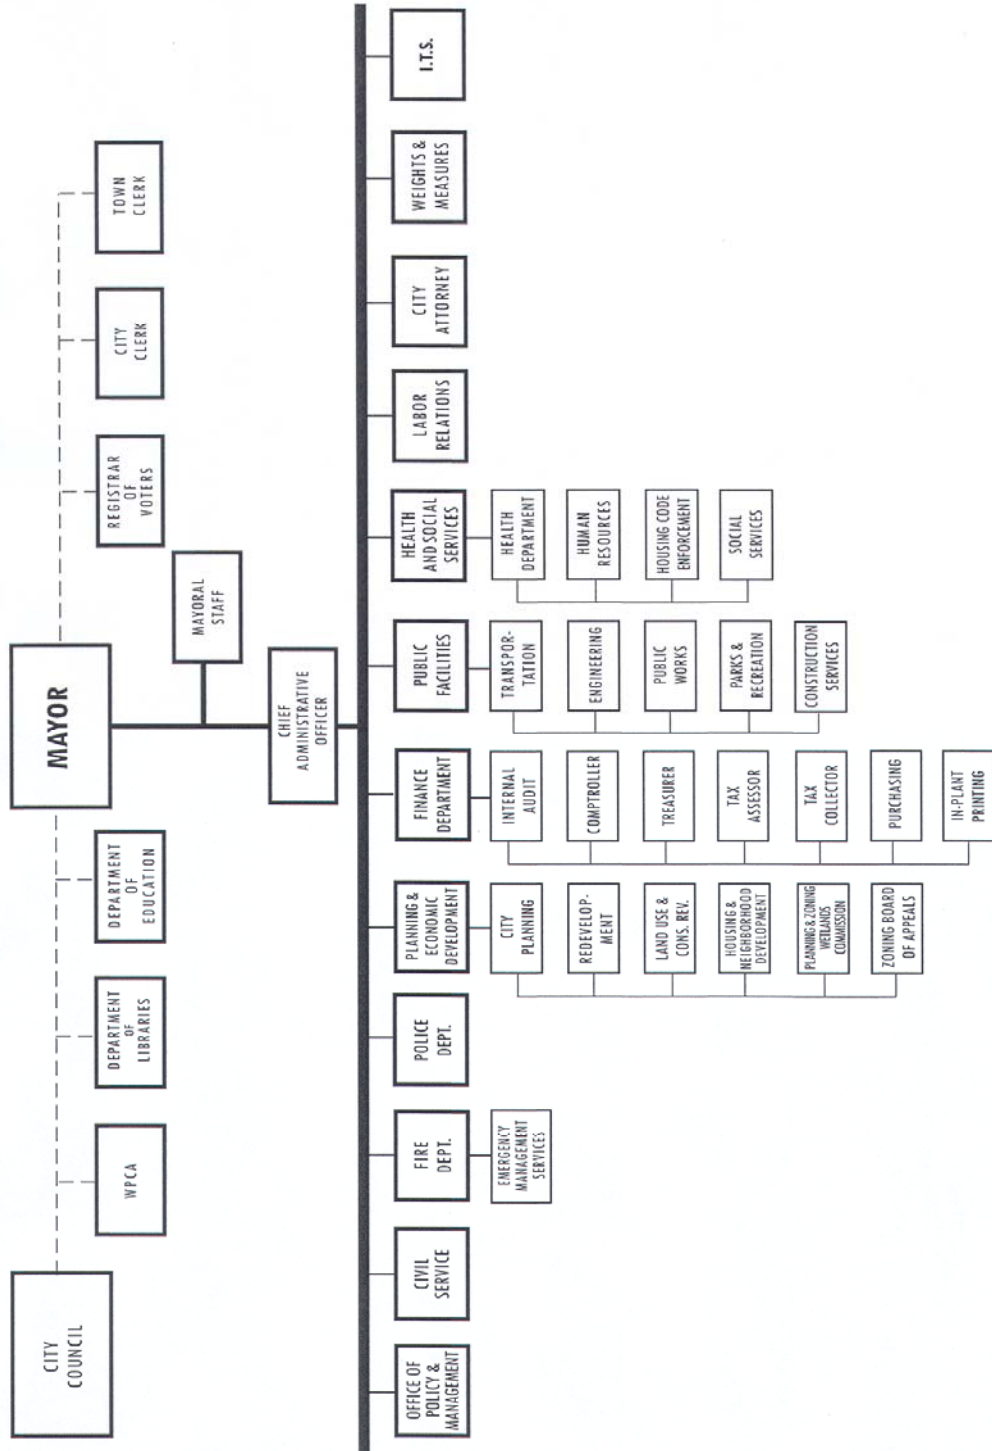 CITY
COUNCIL
MAYOR
WPCA
DEPARTMENT
OF
LIBRARIES
DEPARTMENT
OF
EDUCATION
REGISTRAR
OF
VOTERS
CITY
CLERK
TOWN
CLERK
MAYORAL
STAFF
CHIEF
ADMINISTRATIVE
OFFICER
OFFICE OF
POLICY &
MANAGEMENT
CIVIL
SERVICE
FIRE
DEPT.
EMERGENCY
MANAGEMENT
SERVICES
POLICE
DEPT.
PLANNING &
ECONOMIC
DEVELOPMENT
CITY
PLANNING
REDEVELOP-
MENT
LAND USE &
CONS. REV.
HOUSING &
NEIGHBORHOOD
DEVELOPMENT
PLANNING & ZONING
WETLANDS
COMMISSION
ZONING BOARD
OF APPEALS
FINANCE
DEPARTMENT
INTERNAL
AUDIT
COMPTROLLER
TREASURER
TAX
ASSESSOR
TAX
COLLECTOR
PURCHASING
IN-PLANT
PRINTING
PUBLIC
FACILITIES
TRANSPOR-
TATION
ENGINEERING
PUBLIC
WORKS
PARKS &
RECREATION
CONSTRUCTION
SERVICES
HEALTH
AND SOCIAL
SERVICES
HEALTH
DEPARTMENT
HUMAN
RESOURCES
HOUSING CODE
ENFORCEMENT
SOCIAL
SERVICES
LABOR
RELATIONS
CITY
ATTORNEY
WEIGHTS &
MEASURES
I.T.S.